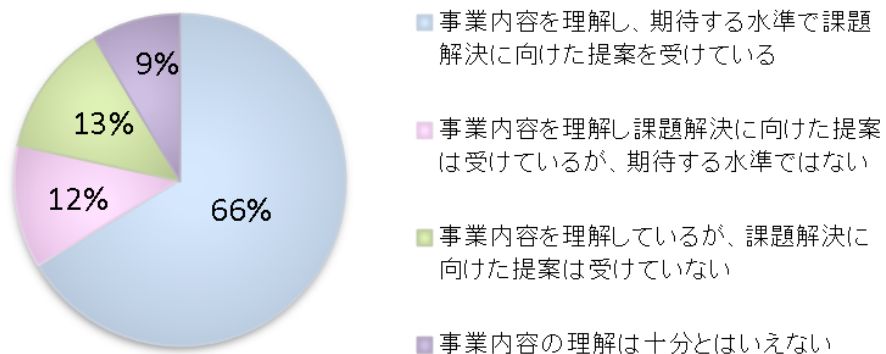 9%
13%
12%
66%
事業内容を理解し、期待する水準で課題
解決に向けた提案を受けている
事業内容を理解し課題解決に向けた提案
は受けているが、期待する水準ではない
事業内容を理解しているが、課題解決に
向けた提案は受けていない
事業内容の理解は十分とはいえない